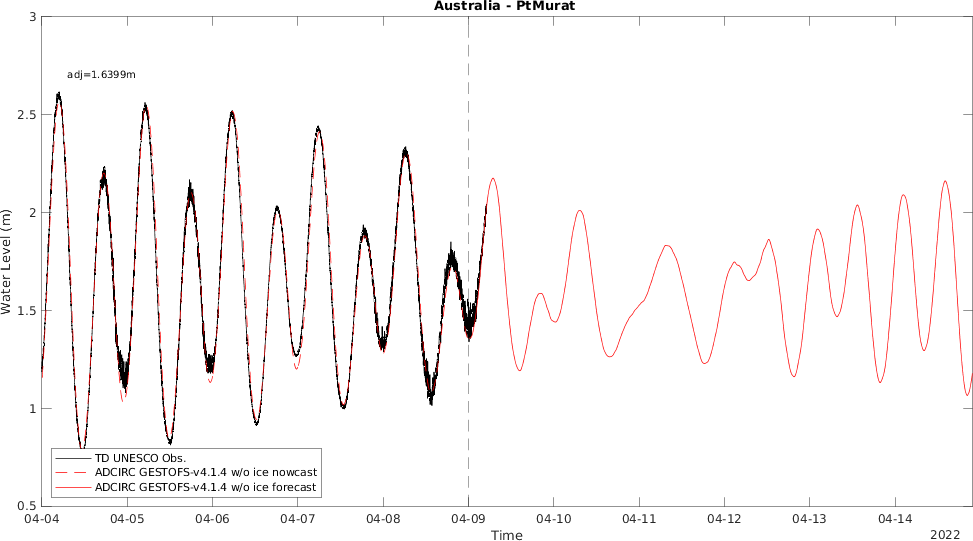 Australia - PtMurat
3
adj=1.6399m
2.5
2
1.5
1
0.5
Water Level (m)
TD UNESCO Obs.
ADCIRC GESTOFS-v4.1.4 w/o ice nowcast
ADCIRC GESTOFS-v4.1.4 w/o ice forecast
04-04 04-05 04-06 04-07 04-08 04-09 04-10 04-11 04-12 04-13 04-14
Time
2022